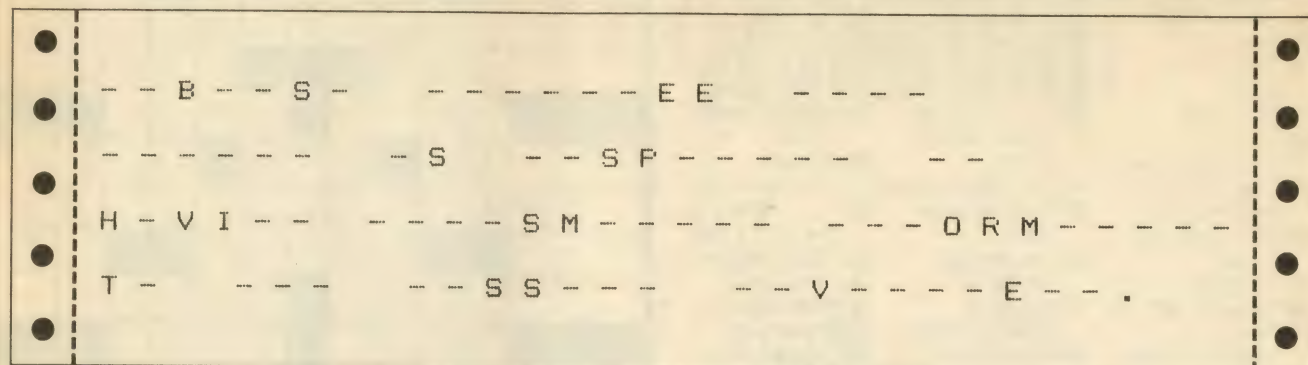 - - B - - S - - - - - - - E E - - - -
- - - - - - - S - - S P - - - - - - -
H - V I - - - - - - S M - - - - - - - - O R M - - - - -
T - - - - - - S S - - - - - V - - - - E - - .